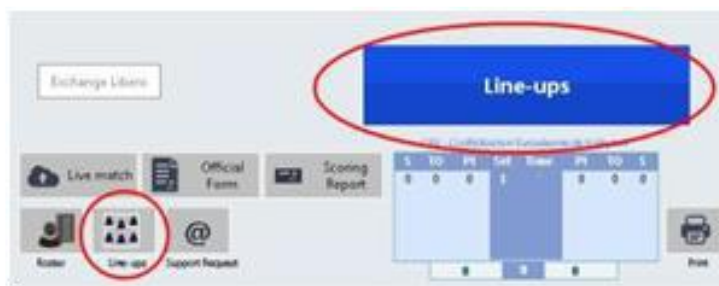 Exchange Libero
Line-ups
Live match
Official
Form
Scoring
Report
S TO Pt Set Time Pt TO S
0 0 0 1 0 0 0
Roster
Line-ups
Support Request
Print
0 0 0